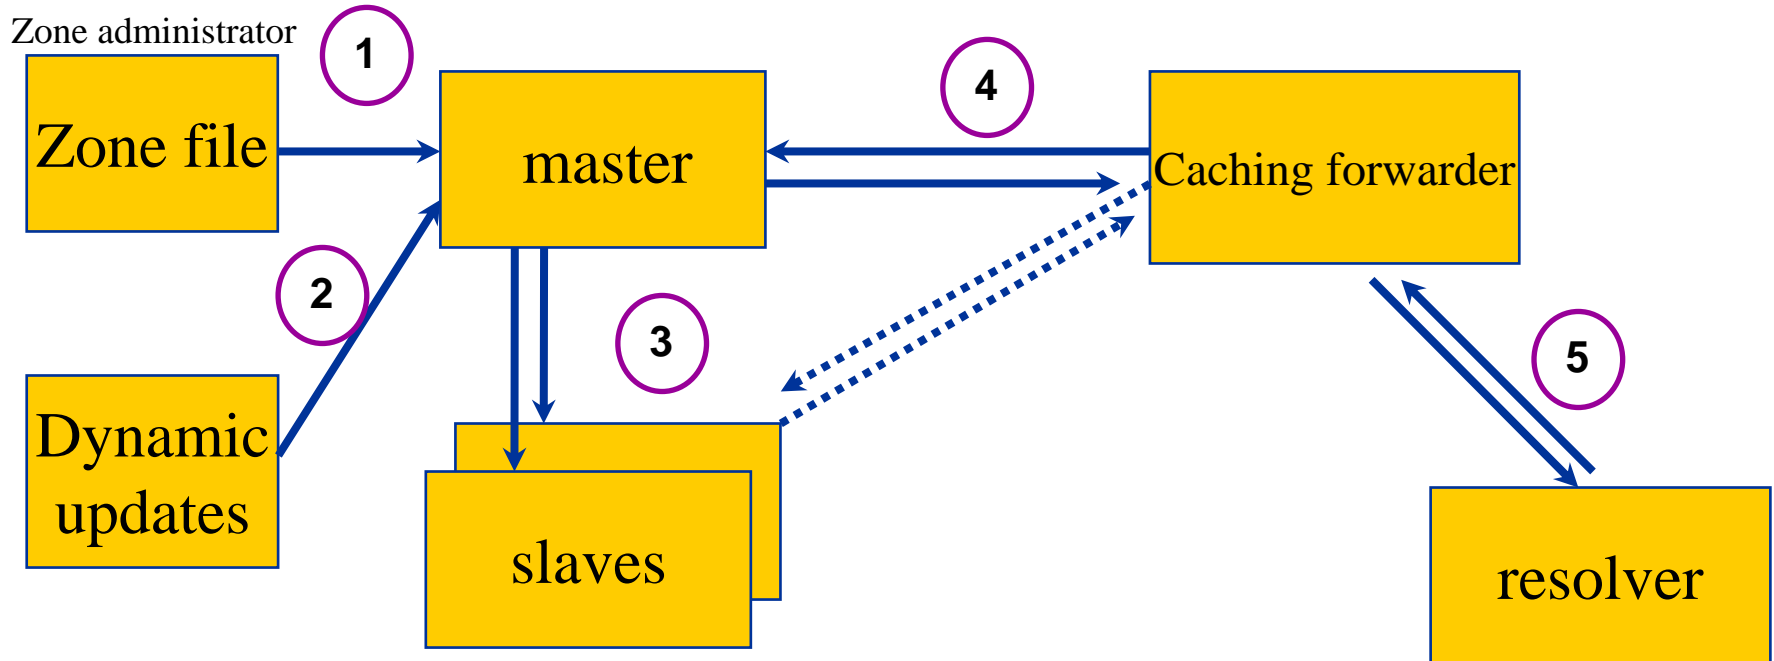 Zone administrator
1
4
Zone file
master
Caching forwarder
2
3
5
Dynamic
updates
slaves
resolver